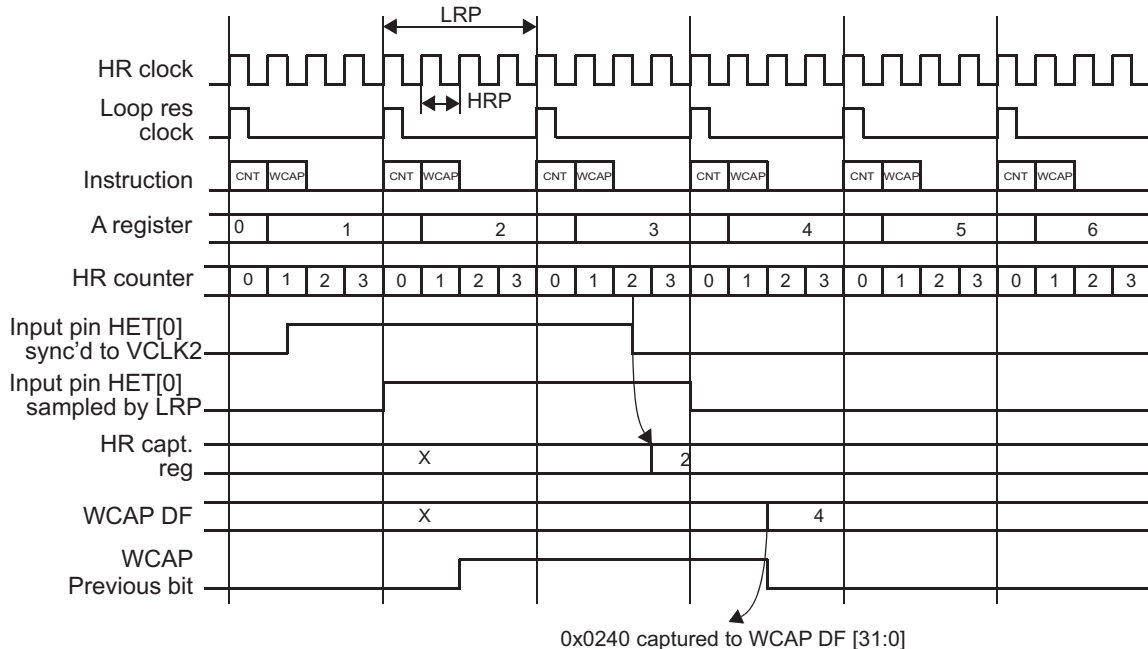 LRP
HR clock
HRP
Loop res
clock
Instruction
CNT WCAP CNT WCAP CNT WCAP CNT WCAP CNT WCAP CNT WCAP
A register
0 1 2 3 4 5 6
HR counter
0 1 2 3 0 1 2 3 0 1 2 3 0 1 2 3 0 1 2 3 0 1 2 3
Input pin HET[0]
sync'd to VCLK2
Input pin HET[0]
sampled by LRP
HR capt.
reg
X 2
WCAP DF
X 4
WCAP
Previous bit
0x0240 captured to WCAP DF [31:0]